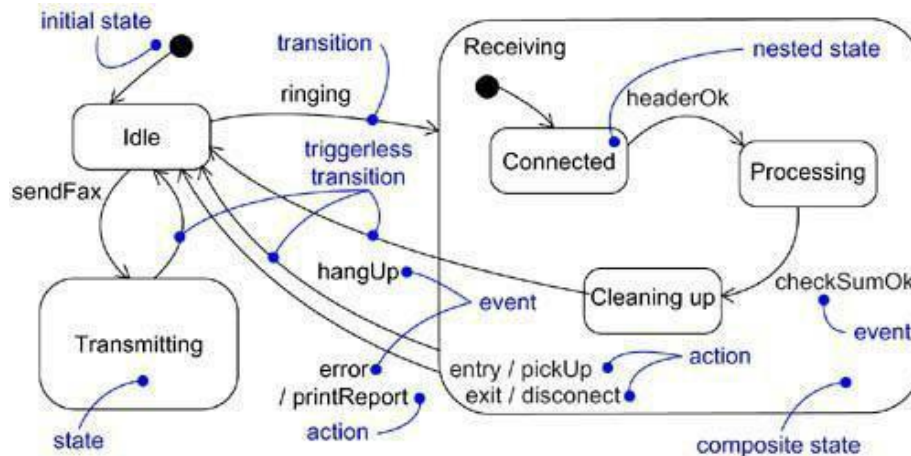 initial state
transition
Receiving
nested state
ringing
headerOk
Idle
triggerless
transition
Connected
Processing
sendFax
hangUp
Cleaning up
checkSumOk
event
event
Transmitting
error
/ printReport
entry / pickUp
exit / disconect
action
state
action
composite state